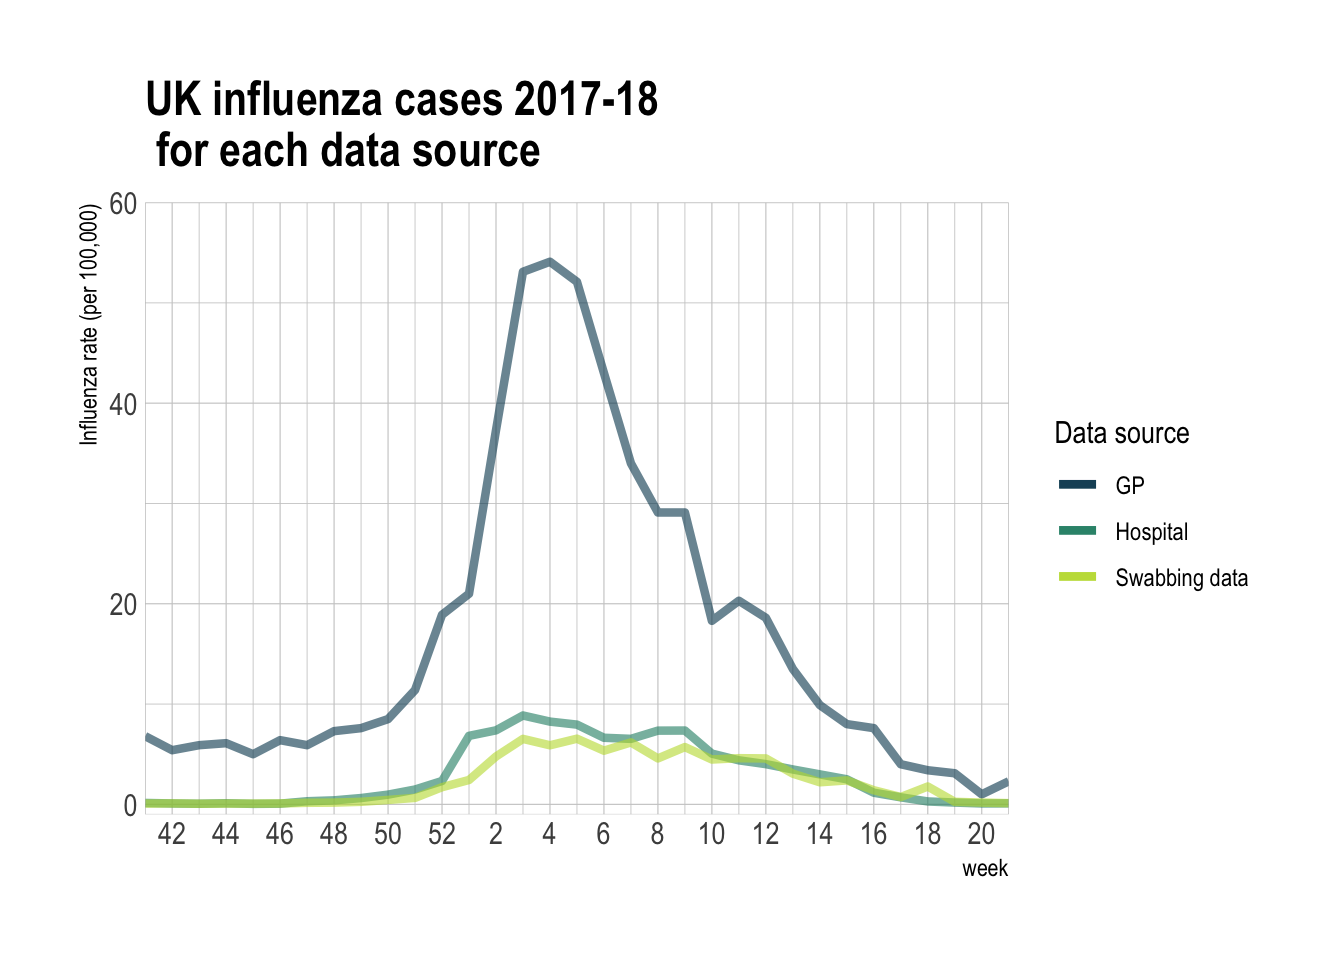 UK influenza cases 2017-18
for each data source
Influenza rate (per 100,000)
60
40
20
0
42 44 46 48 50 52 2 4 6 8 10 12 14 16 18 20
week
Data source
GP
Hospital
Swabbing data